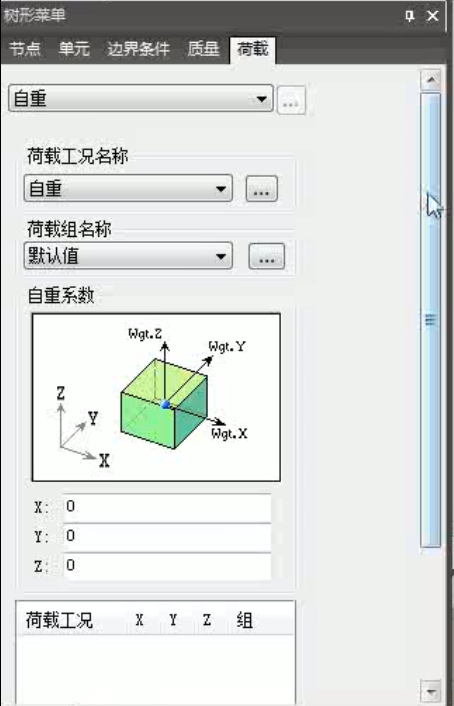 树形菜单
节点 单元 边界条件 质量 荷载
自重 ...
荷载工况名称
自重 ...
荷载组名称
默认值 ...
自重系数
Wgt.Z
Wgt.Y
Z
Y
Wgt.X
X
X: 0
Y: 0
Z: 0
荷载工况 X Y Z 组